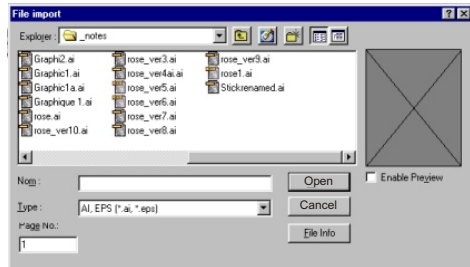 File import
Explorer : _notes
Graphi2.ai rose_ver3.ai rose_ver9.ai
Graphic1.ai rose_ver4ai.ai rose1.ai
Graphic1a.ai rose_ver5.ai Stickrenamed.ai
Graphique 1.ai rose_ver6.ai
rose.ai rose_ver7.ai
rose_ver10.ai rose_ver8.ai
Nom : Open
Enable Preview
Type : AI, EPS (*.ai, *.eps) Cancel
Page No.:
1 File Info